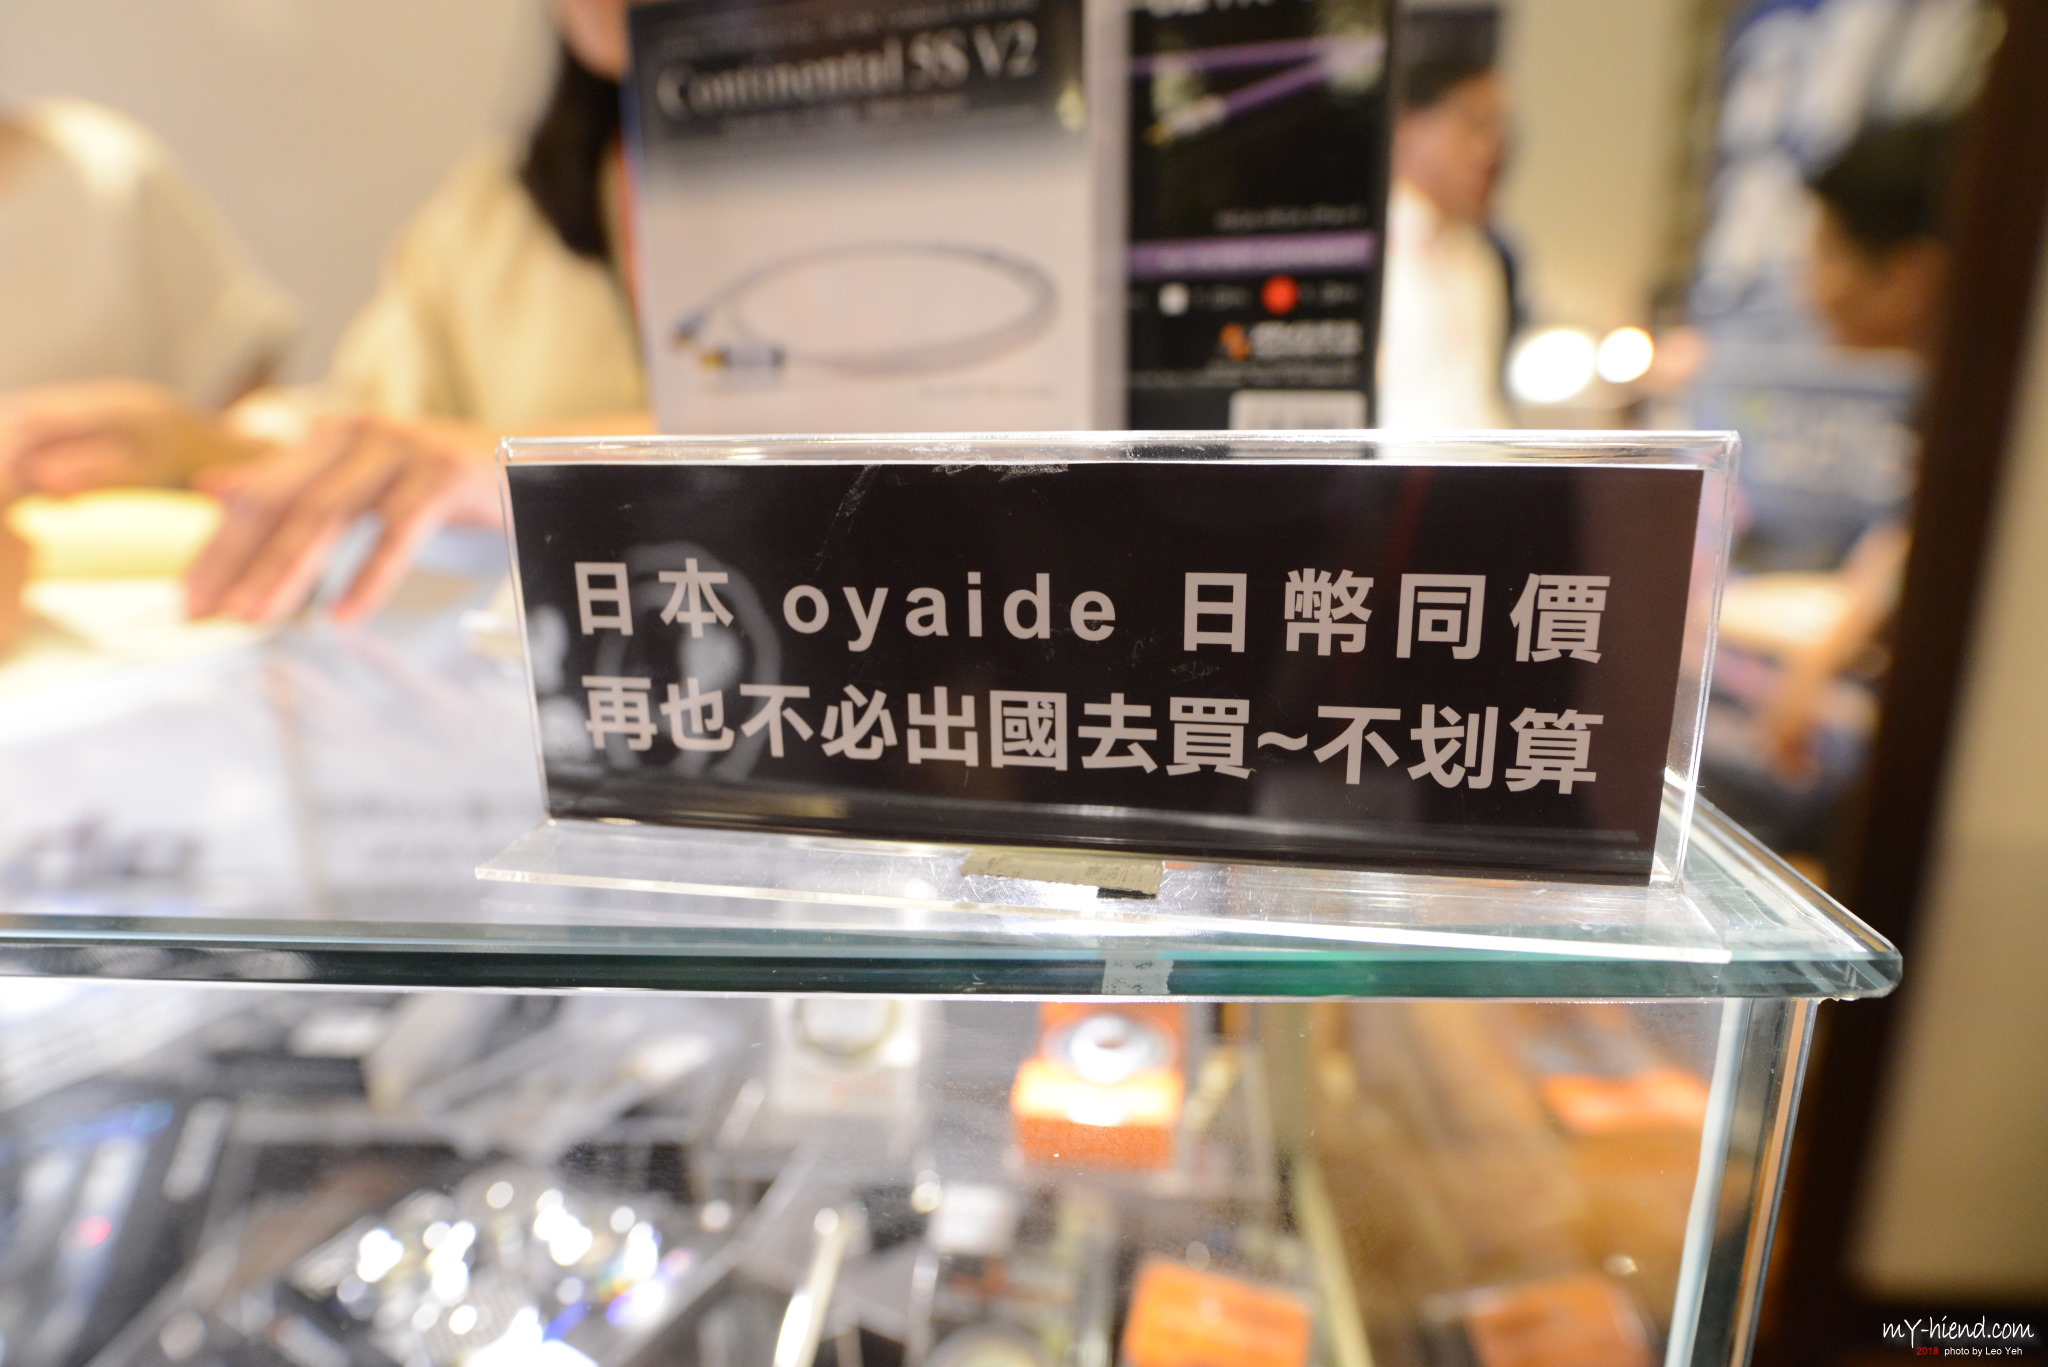 Continental 5S V2
日本 oyaide 日幣同價
再也不必出國去買~不划算
my-hiend.com
2018 photo by Leo Yeh